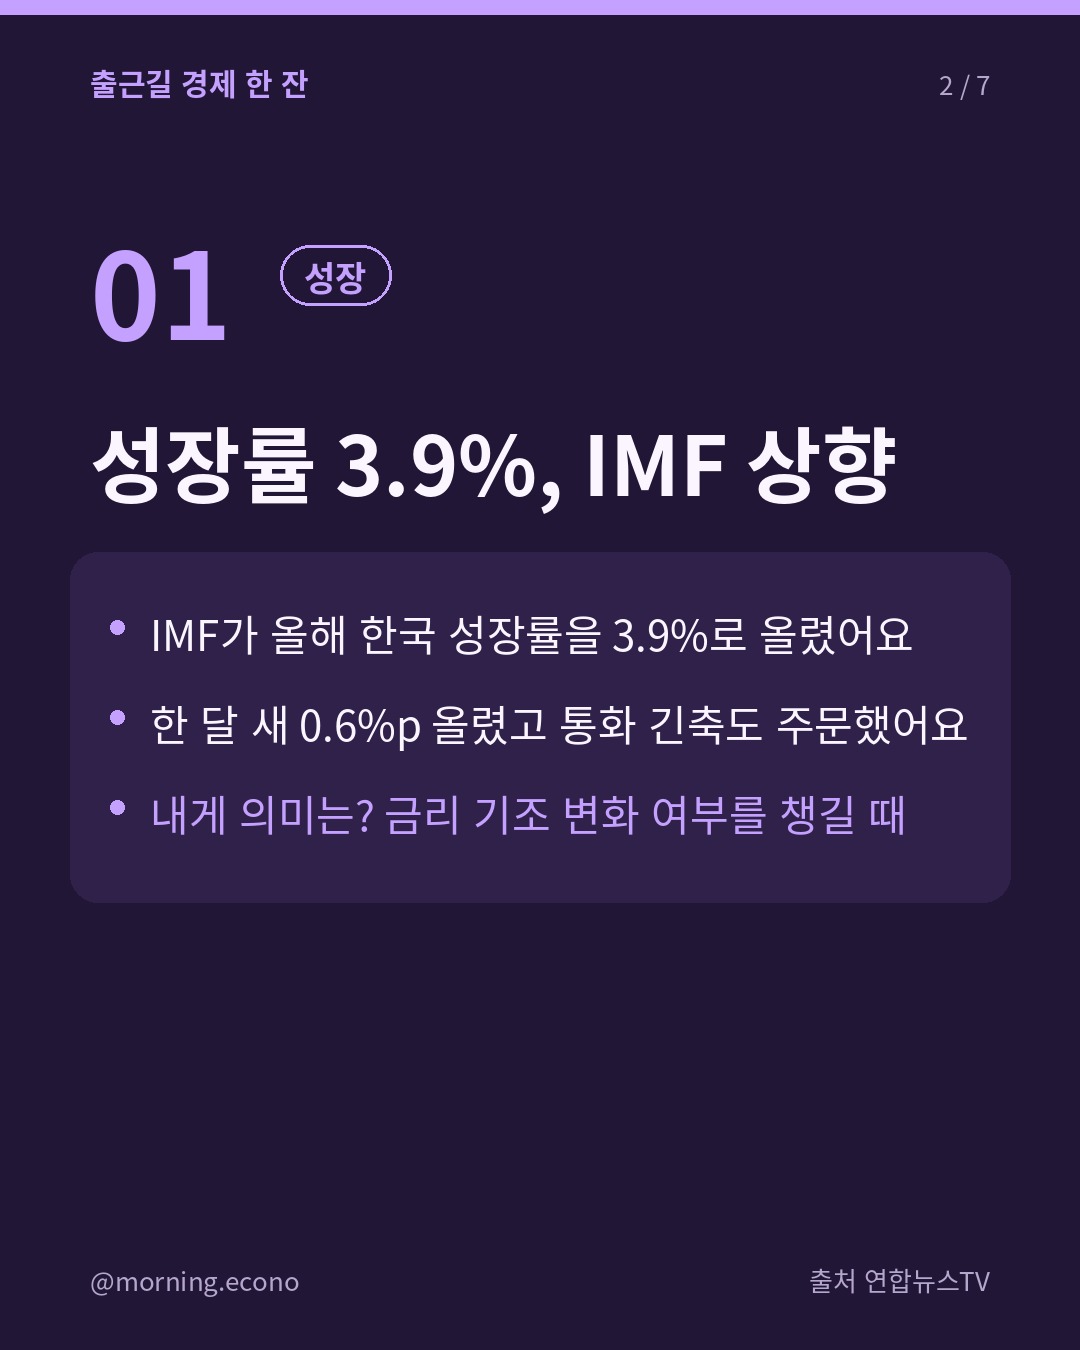 출근길 경제 한 잔
2 / 7
01
성장
성장률 3.9%, IMF 상향
IMF가 올해 한국 성장률을 3.9%로 올렸어요
한 달 새 0.6%p 올렸고 통화 긴축도 주문했어요
내게 의미는? 금리 기조 변화 여부를 챙길 때
@morning.econo
출처 연합뉴스TV